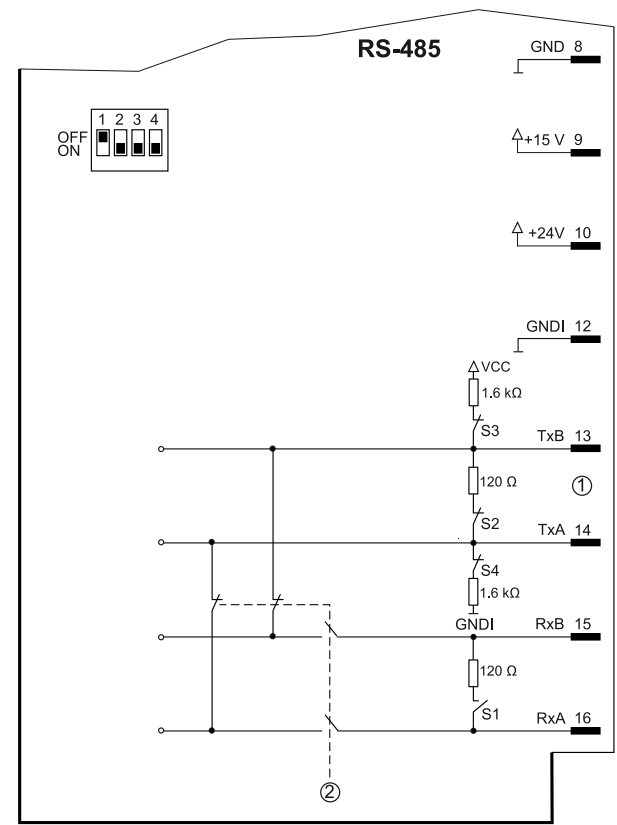 RS-485
GND 8
1 2 3 4
OFF
ON
+15 V 9
+24V 10
GNDI 12
VCC
1.6 kΩ
S3
TxB 13
120 Ω
①
S2
TxA 14
S4
1.6 kΩ
GNDI
RxB 15
120 Ω
S1
RxA 16
②